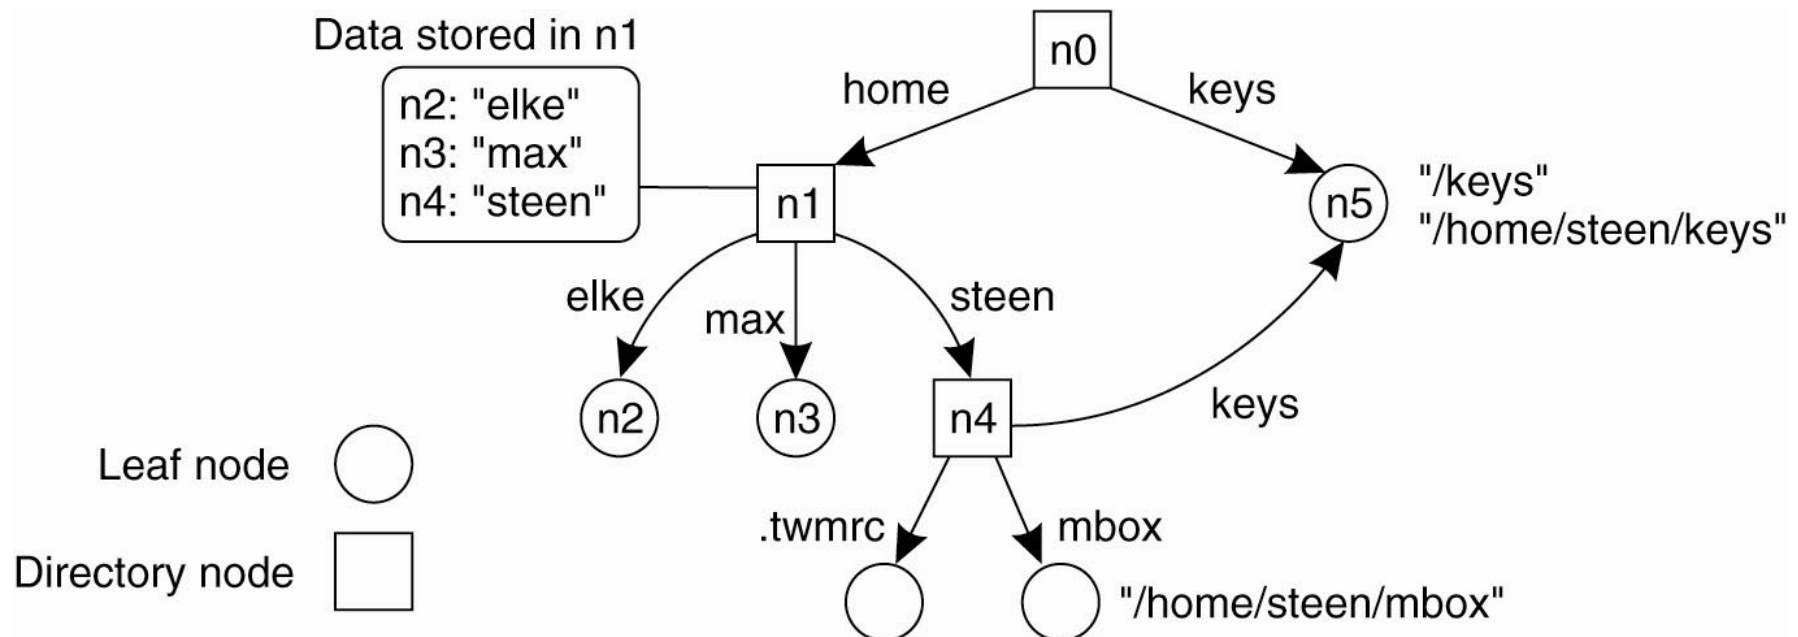 Data stored in n1
n2: "elke"
n3: "max"
n4: "steen"
n0
home
keys
n1
n5
"/keys"
"/home/steen/keys"
elke
max
steen
n2
n3
n4
keys
Leaf node
.twmrc
mbox
Directory node
"/home/steen/mbox"